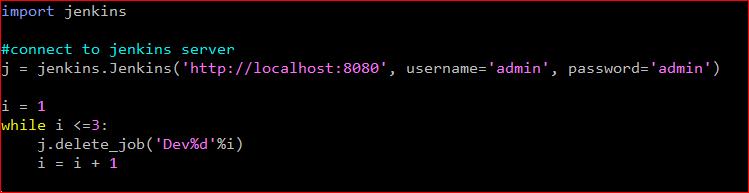 import jenkins
#connect to jenkins server
j = jenkins.Jenkins('http://localhost:8080', username='admin', password='admin')
i = 1
while i <=3:
    j.delete_job('Dev%d'%i)
    i = i + 1